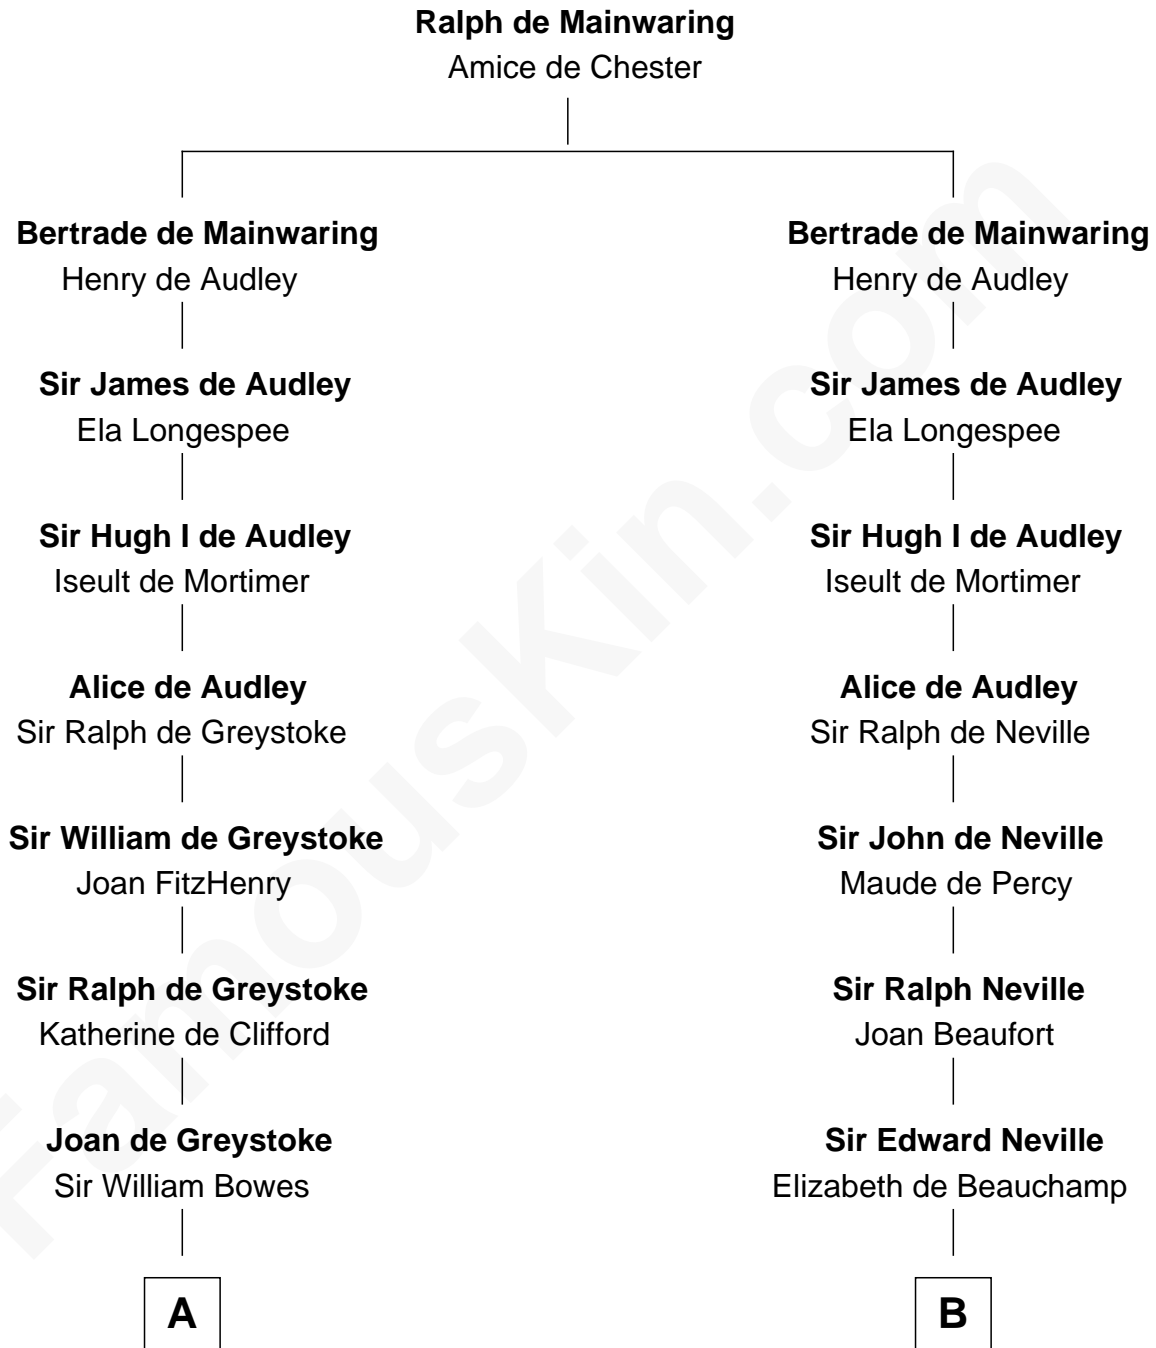 Ralph de Mainwaring
Amice de Chester
Bertrade de Mainwaring
Henry de Audley
Sir James de Audley
Ela Longespee
Sir Hugh I de Audley
Iseult de Mortimer
Alice de Audley
Sir Ralph de Greystoke
Sir William de Greystoke
Joan FitzHenry
Sir Ralph de Greystoke
Katherine de Clifford
Joan de Greystoke
Sir William Bowes
A
Bertrade de Mainwaring
Henry de Audley
Sir James de Audley
Ela Longespee
Sir Hugh I de Audley
Iseult de Mortimer
Alice de Audley
Sir Ralph de Neville
Sir John de Neville
Maude de Percy
Sir Ralph Neville
Joan Beaufort
Sir Edward Neville
Elizabeth de Beauchamp
B
FamousKin.com